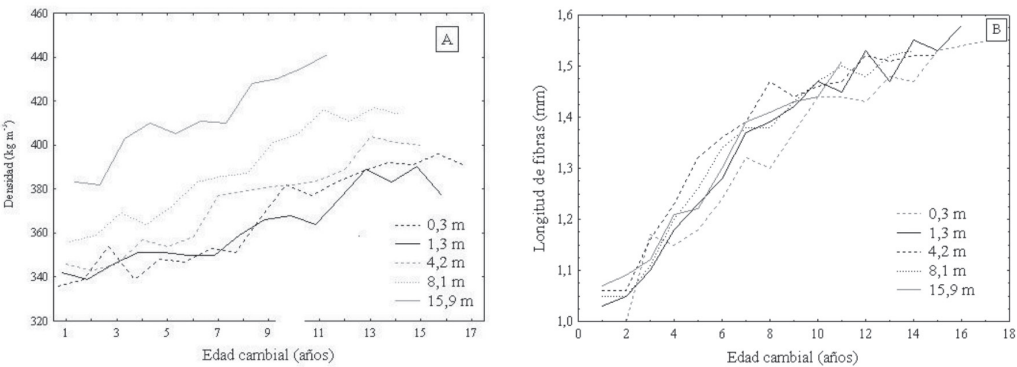 A
460
440
420
400
380
360
340
320
Densidad (kg m⁻³)
0,3 m
1,3 m
4,2 m
8,1 m
15,9 m
1 3 5 7 9 11 13 15 17
Edad cambial (años)
B
1,6
1,5
1,4
1,3
1,2
1,1
1,0
Longitud de fibras (mm)
0,3 m
1,3 m
4,2 m
8,1 m
15,9 m
0 2 4 6 8 10 12 14 16 18
Edad cambial (años)